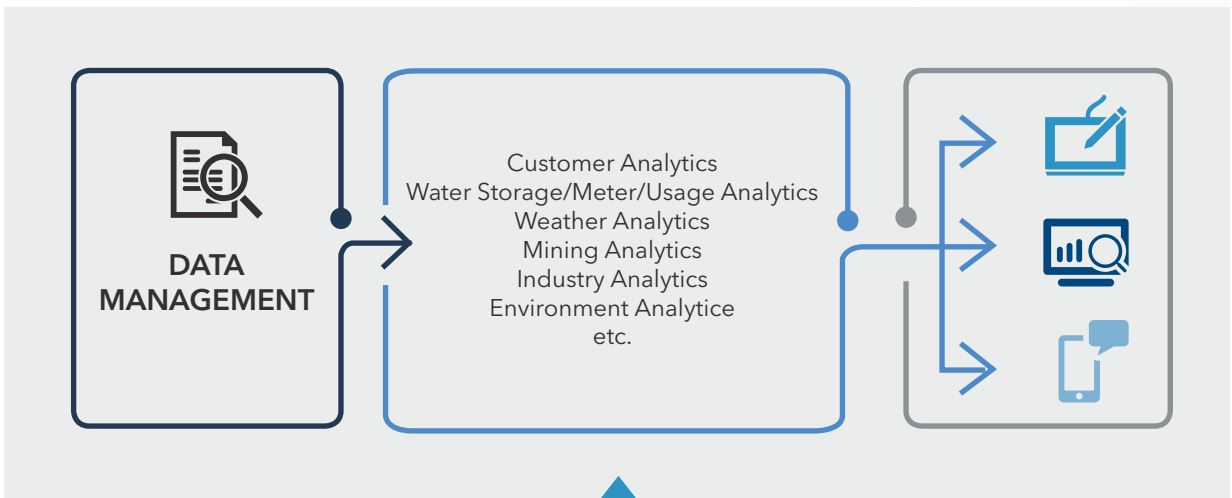 DATA
MANAGEMENT
Customer Analytics
Water Storage/Meter/Usage Analytics
Weather Analytics
Mining Analytics
Industry Analytics
Environment Analytice
etc.